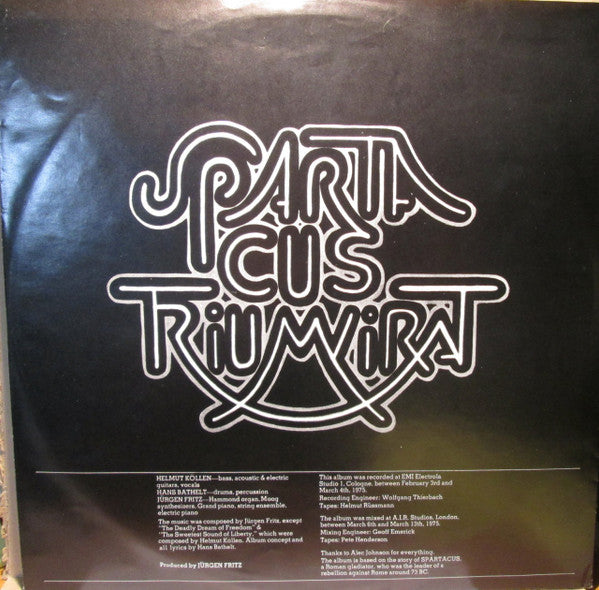 SPARTA
CUS
TRIUMVIRAT
HELMUT KÖLLEN—bass, acoustic & electric
guitars, vocals
HANS BATHELT—drums, percussion
JÜRGEN FRITZ—Hammond organ, Moog
synthesizers, Grand piano, string ensemble,
electric piano
The music was composed by Jürgen Fritz, except
"The Deadly Dream of Freedom" &
"The Sweetest Sound of Liberty," which were
composed by Helmut Köllen. Album concept and
all lyrics by Hans Bathelt.
Produced by JÜRGEN FRITZ
This album was recorded at EMI Electrola
Studio 1, Cologne, between February 3rd and
March 4th, 1975.
Recording Engineer: Wolfgang Thierbach
Tapes: Helmut Rüssmann
The album was mixed at A.I.R. Studios, London,
between March 6th and March 13th, 1975.
Mixing Engineer: Geoff Emerick
Tapes: Pete Henderson
Thanks to Alec Johnson for everything.
The album is based on the story of SPARTACUS,
a Roman gladiator, who was the leader of a
rebellion against Rome around 73 BC.